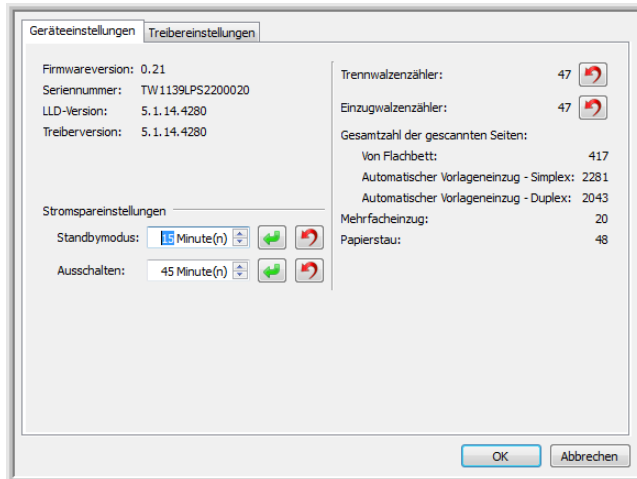 Geräteeinstellungen Treibereinstellungen
Firmwareversion: 0.21
Seriennummer: TW1139LPS2200020
LLD-Version: 5.1.14.4280
Treiberversion: 5.1.14.4280
Stromspareinstellungen
Standbymodus: 15 Minute(n)
Ausschalten: 45 Minute(n)
Trennwalzenzähler: 47
Einzugwalzenzähler: 47
Gesamtzahl der gescannten Seiten:
Von Flachbett: 417
Automatischer Vorlageneinzug - Simplex: 2281
Automatischer Vorlageneinzug - Duplex: 2043
Mehrfacheinzug: 20
Papierstau: 48
OK Abbrechen